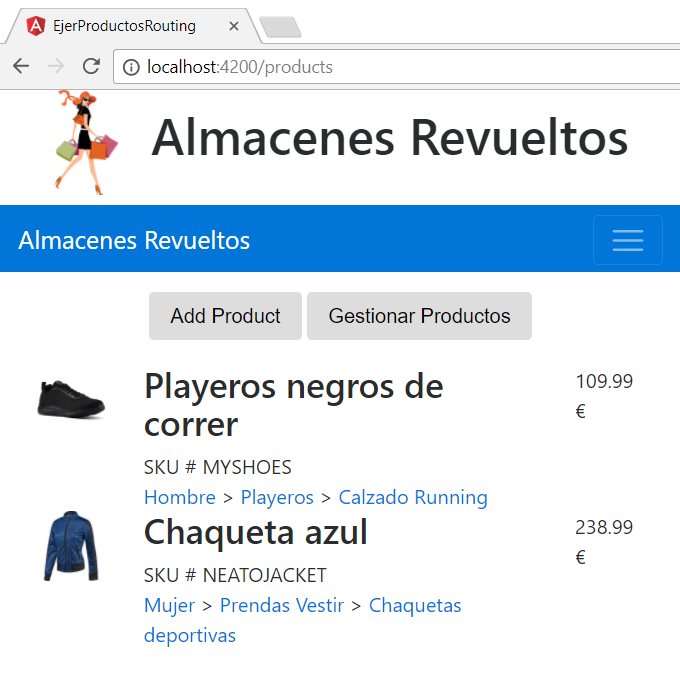 EjerProductosRouting
localhost:4200/products
Almacenes Revueltos
Almacenes Revueltos
Add Product Gestionar Productos
Playeros negros de
correr
109.99
€
SKU # MYSHOES
Hombre > Playeros > Calzado Running
Chaqueta azul
238.99
€
SKU # NEATOJACKET
Mujer > Prendas Vestir > Chaquetas
deportivas